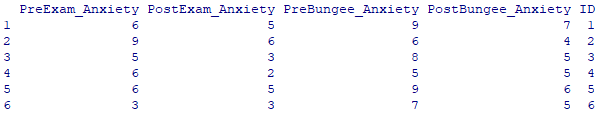 PreExam_Anxiety PostExam_Anxiety PreBungee_Anxiety PostBungee_Anxiety ID
1 6 5 9 7 1
2 9 6 6 4 2
3 5 3 8 5 3
4 6 2 5 5 4
5 6 5 9 6 5
6 3 3 7 5 6